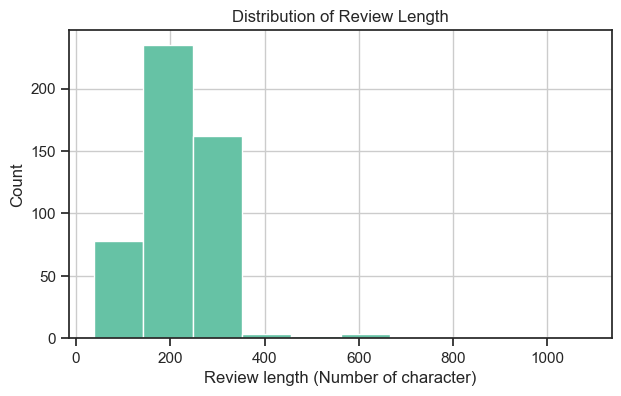 Distribution of Review Length
Count
200
150
100
50
0
0 200 400 600 800 1000
Review length (Number of character)